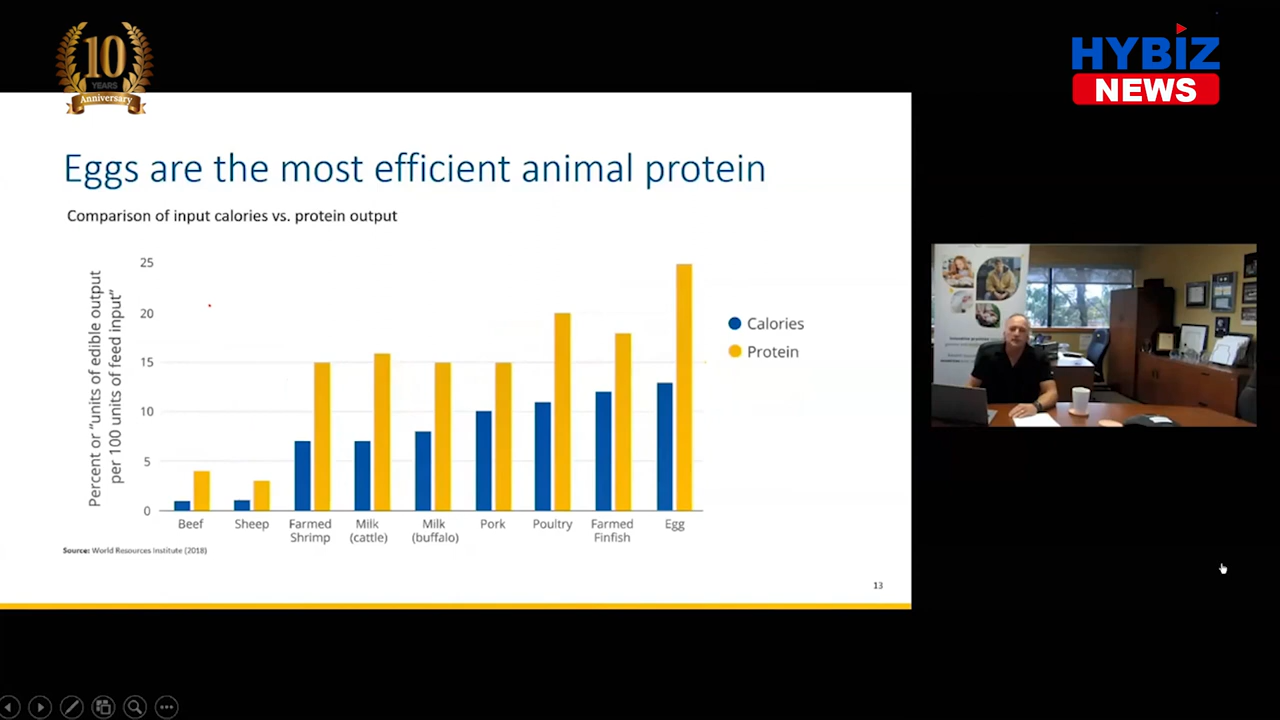 10
YEARS
Anniversary
HYBIZ
NEWS
Eggs are the most efficient animal protein
Comparison of input calories vs. protein output
Percent or “units of edible output
per 100 units of feed input”
25
20
15
10
5
0
Calories
Protein
Beef
Sheep
Farmed
Shrimp
Milk
(cattle)
Milk
(buffalo)
Pork
Poultry
Farmed
Finfish
Egg
Source: World Resources Institute (2018)
13